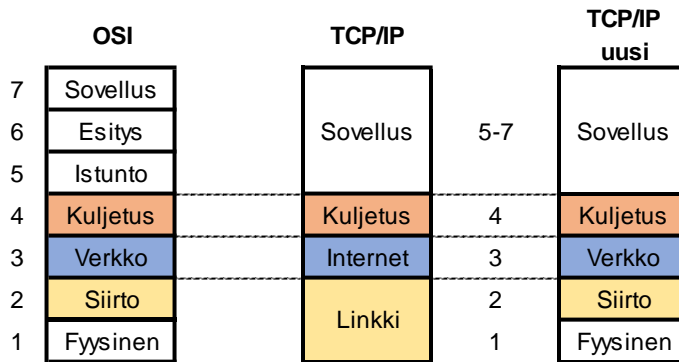 OSI TCP/IP TCP/IP
uusi
7 Sovellus
6 Esitys Sovellus 5-7 Sovellus
5 Istunto
4 Kuljetus Kuljetus 4 Kuljetus
3 Verkko Internet 3 Verkko
2 Siirto 2 Siirto
Linkki
1 Fyysinen 1 Fyysinen